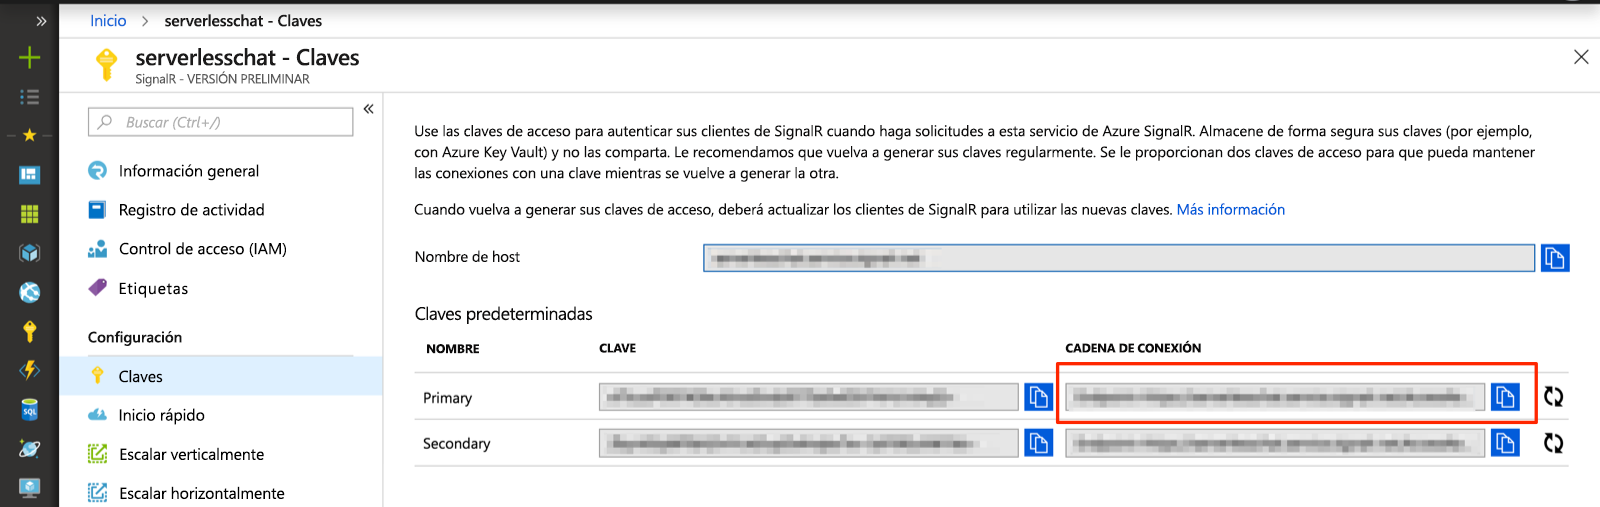 Inicio > serverlesschat - Claves
serverlesschat - Claves
SignalR - VERSIÓN PRELIMINAR
Buscar (Ctrl+/)
Información general
Registro de actividad
Control de acceso (IAM)
Etiquetas
Configuración
Claves
Inicio rápido
Escalar verticalmente
Escalar horizontalmente
Use las claves de acceso para autenticar sus clientes de SignalR cuando haga solicitudes a esta servicio de Azure SignalR. Almacene de forma segura sus claves (por ejemplo,
con Azure Key Vault) y no las comparta. Le recomendamos que vuelva a generar sus claves regularmente. Se le proporcionan dos claves de acceso para que pueda mantener
las conexiones con una clave mientras se vuelve a generar la otra.
Cuando vuelva a generar sus claves de acceso, deberá actualizar los clientes de SignalR para utilizar las nuevas claves. Más información
Nombre de host
Claves predeterminadas
NOMBRE CLAVE CADENA DE CONEXIÓN
Primary
Secondary
SQL